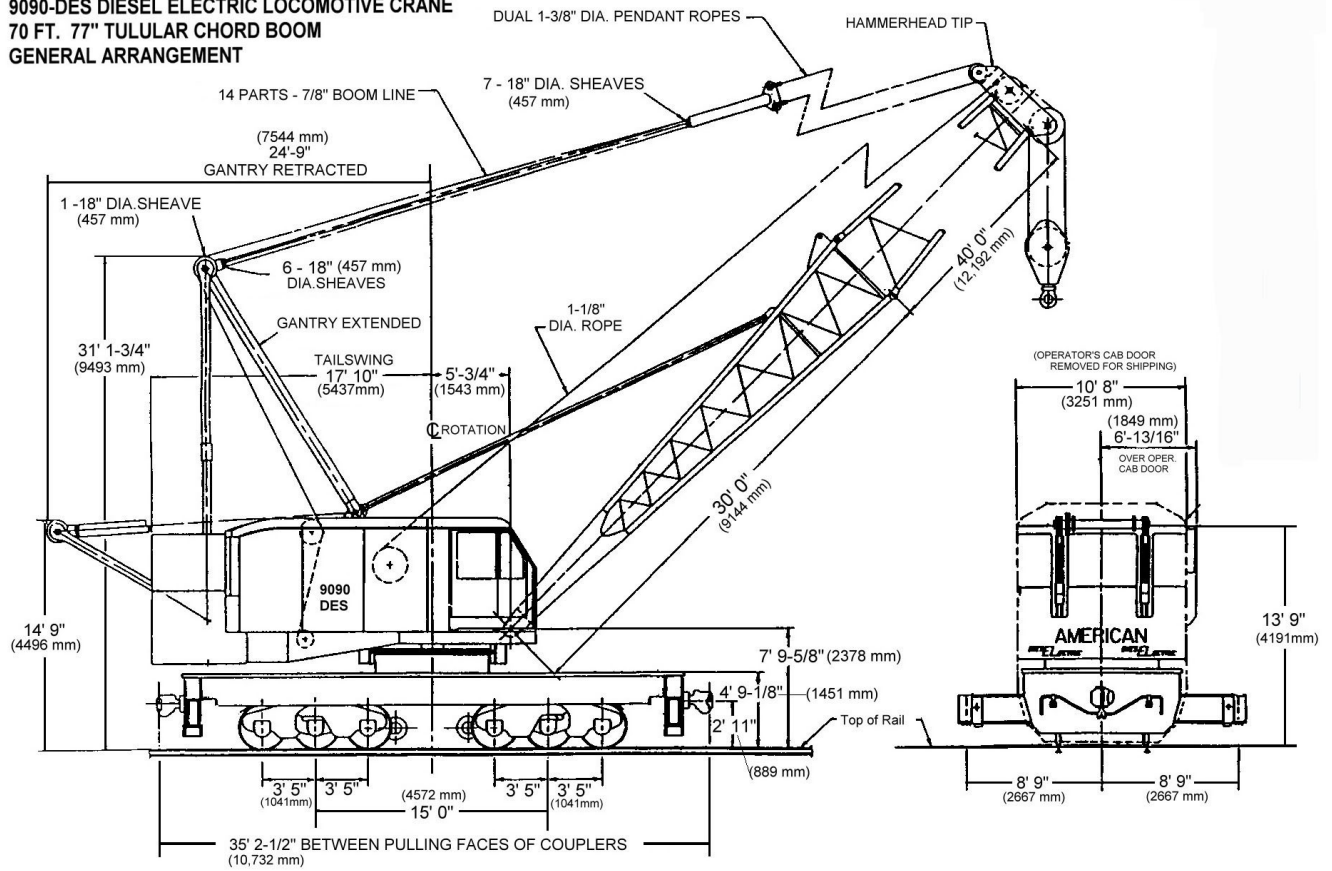 9090-DES DIESEL ELECTRIC LOCOMOTIVE CRANE
70 FT. 77" TULULAR CHORD BOOM
GENERAL ARRANGEMENT
DUAL 1-3/8" DIA. PENDANT ROPES
HAMMERHEAD TIP
14 PARTS - 7/8" BOOM LINE
7 - 18" DIA. SHEAVES
(457 mm)
(7544 mm)
24'-9"
GANTRY RETRACTED
1 -18" DIA.SHEAVE
(457 mm)
6 - 18" (457 mm)
DIA.SHEAVES
GANTRY EXTENDED
31' 1-3/4"
(9493 mm)
TAILSWING
17' 10"
(5437mm)
5'-3/4"
(1543 mm)
1-1/8"
DIA. ROPE
40' 0"
(12,192 mm)
CL ROTATION
30' 0"
(9144 mm)
(OPERATOR'S CAB DOOR
REMOVED FOR SHIPPING)
10' 8"
(3251 mm)
(1849 mm)
6'-13/16"
OVER OPER.
CAB DOOR
9090
DES
14' 9"
(4496 mm)
7' 9-5/8" (2378 mm)
4' 9-1/8"
(1451 mm)
2' 11"
(889 mm)
Top of Rail
AMERICAN
13' 9"
(4191mm)
3' 5"
(1041mm)
3' 5"
(4572 mm)
15' 0"
3' 5"
3' 5"
(1041mm)
8' 9"
(2667 mm)
8' 9"
(2667 mm)
35' 2-1/2" BETWEEN PULLING FACES OF COUPLERS
(10,732 mm)